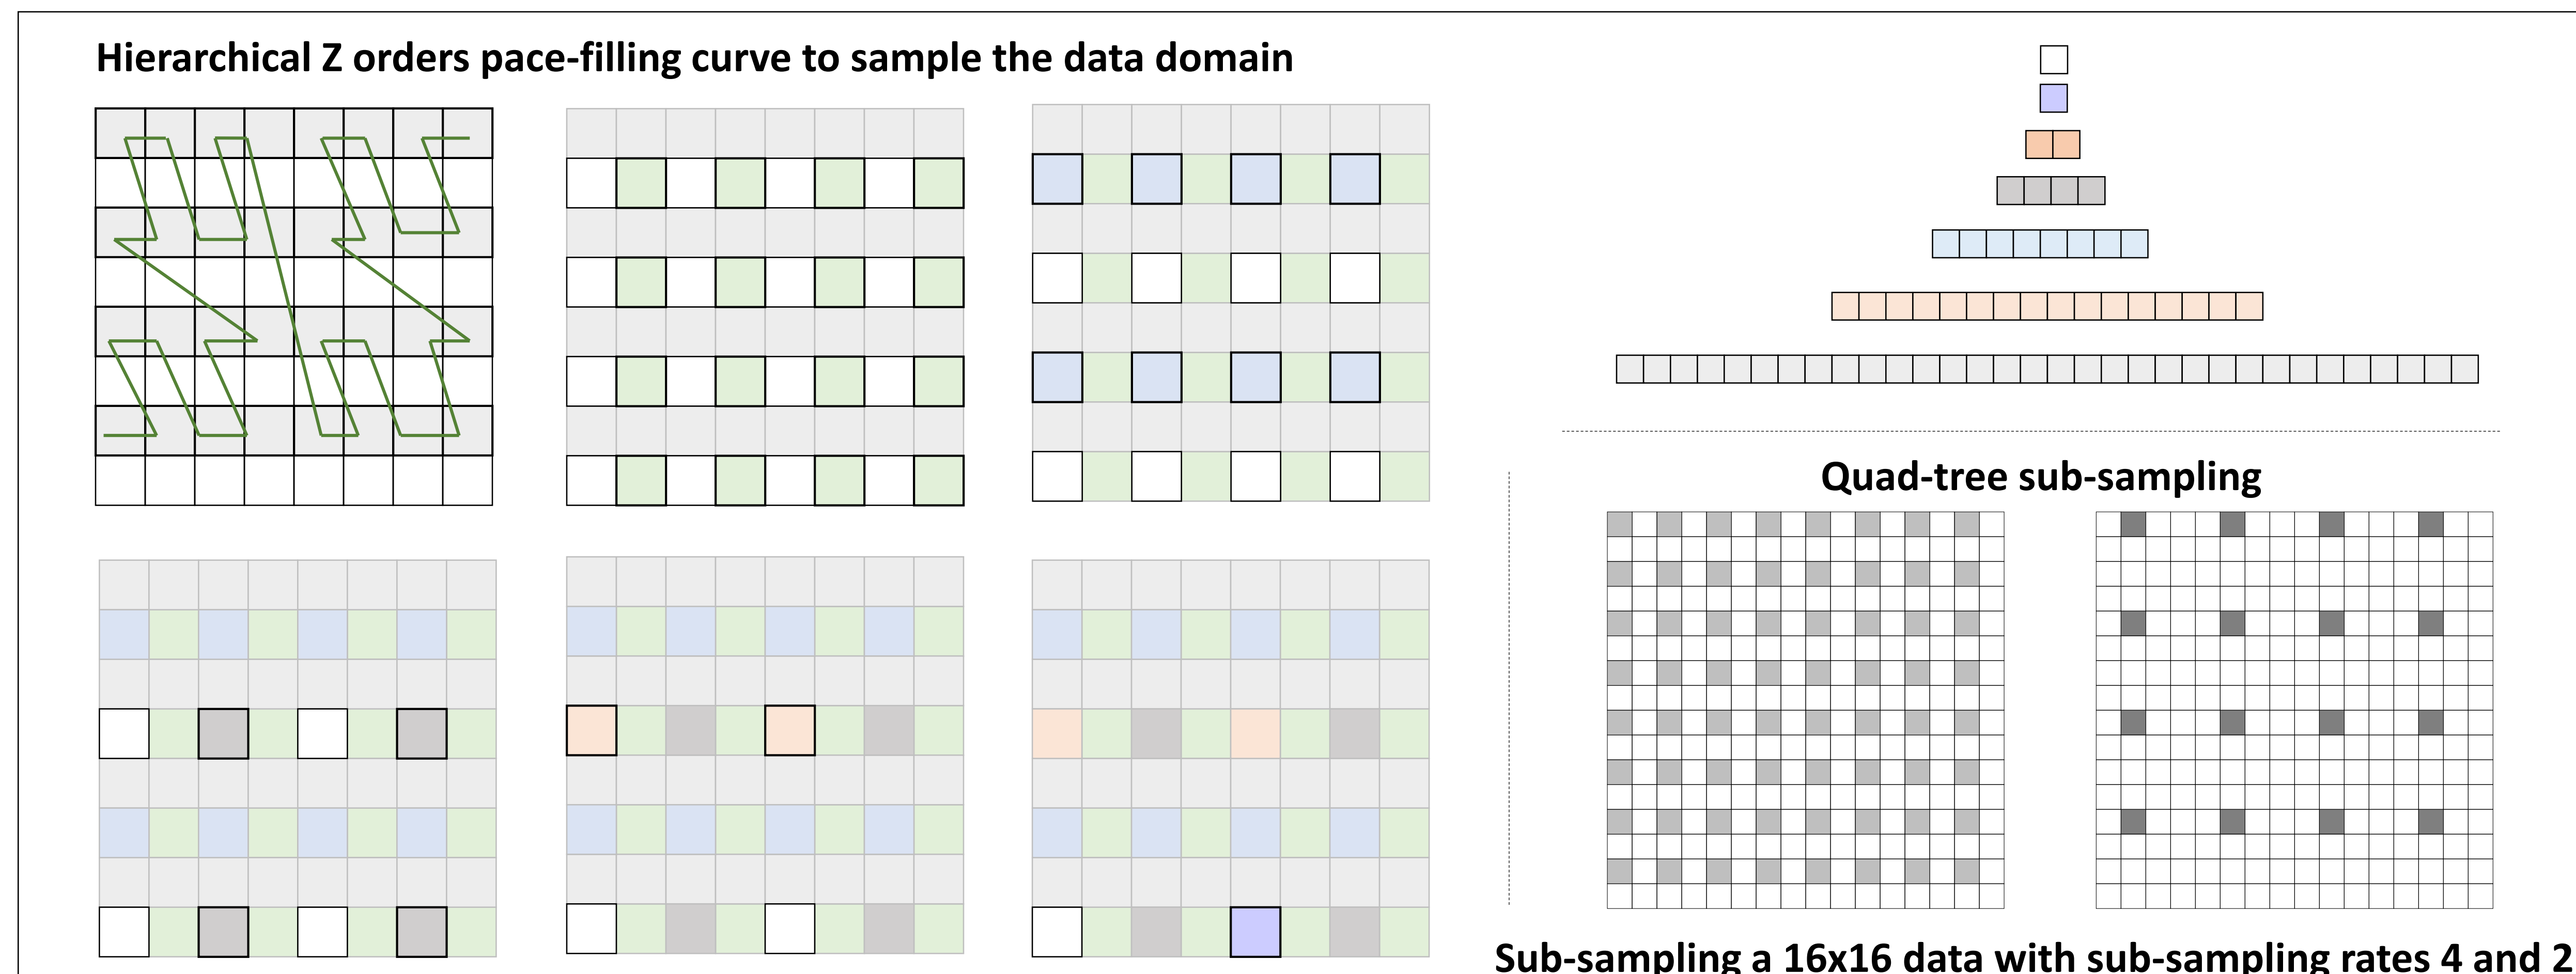 Hierarchical Z orders pace-filling curve to sample the data domain
Quad-tree sub-sampling
Sub-sampling a 16x16 data with sub-sampling rates 4 and 2